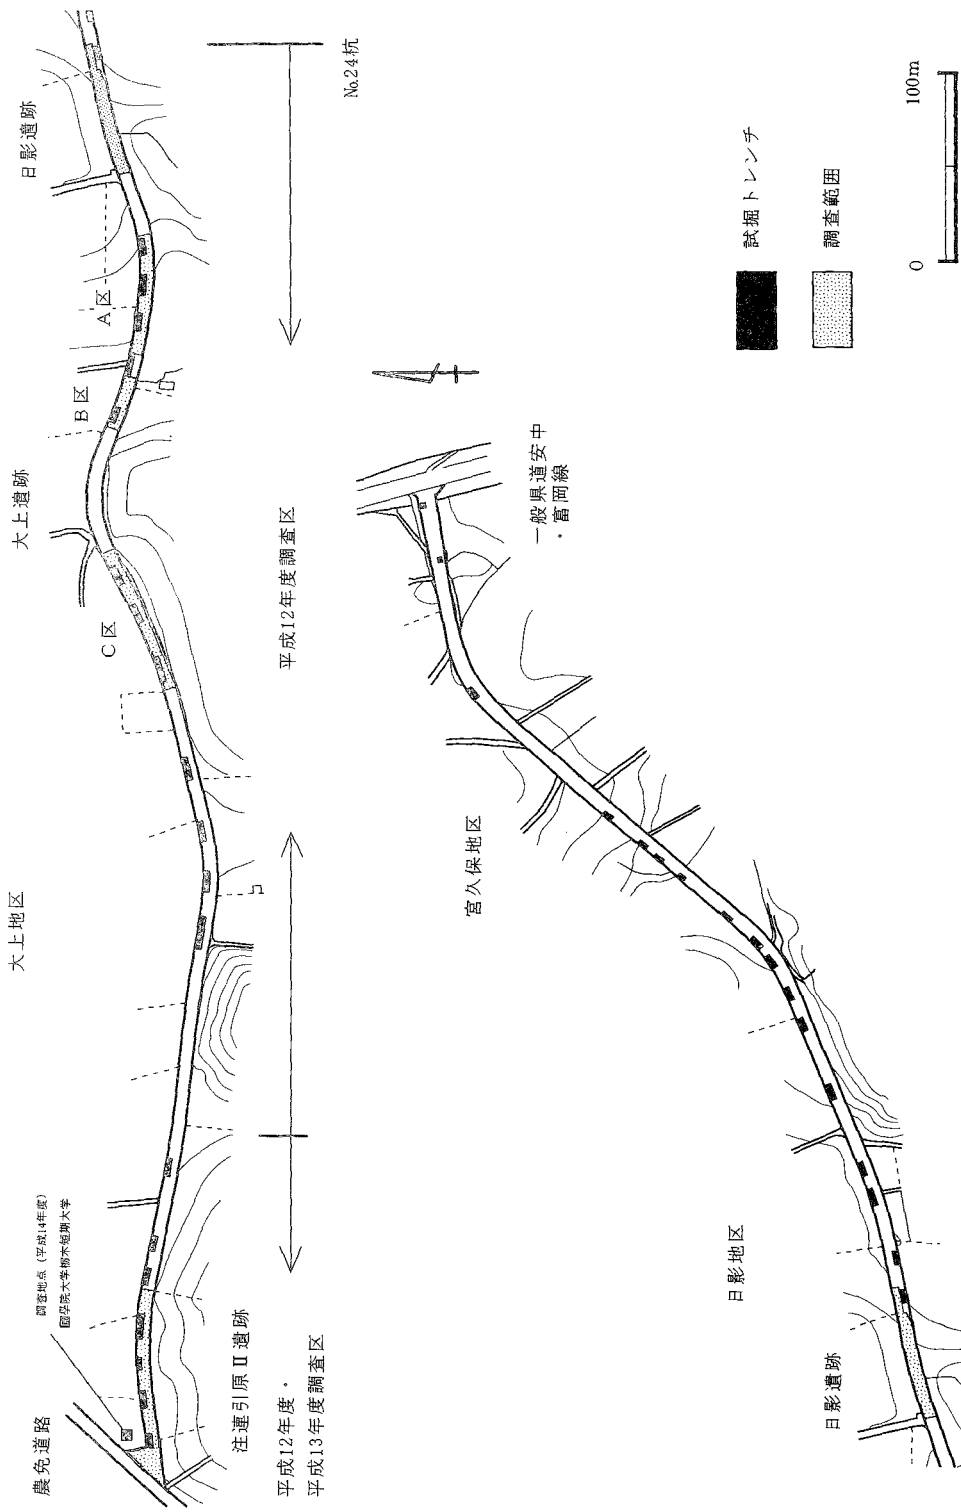 農免道路
調査地点（平成14年度）
國學院大學栃木短期大学
大上地区
大上遺跡
C区
B区
A区
日影遺跡
注連引原Ⅱ遺跡
平成12年度・
平成13年度調査区
平成12年度調査区
No.24杭
日影遺跡
日影地区
宮久保地区
一般県道安中
・富岡線
試掘トレンチ
調査範囲
0
100m